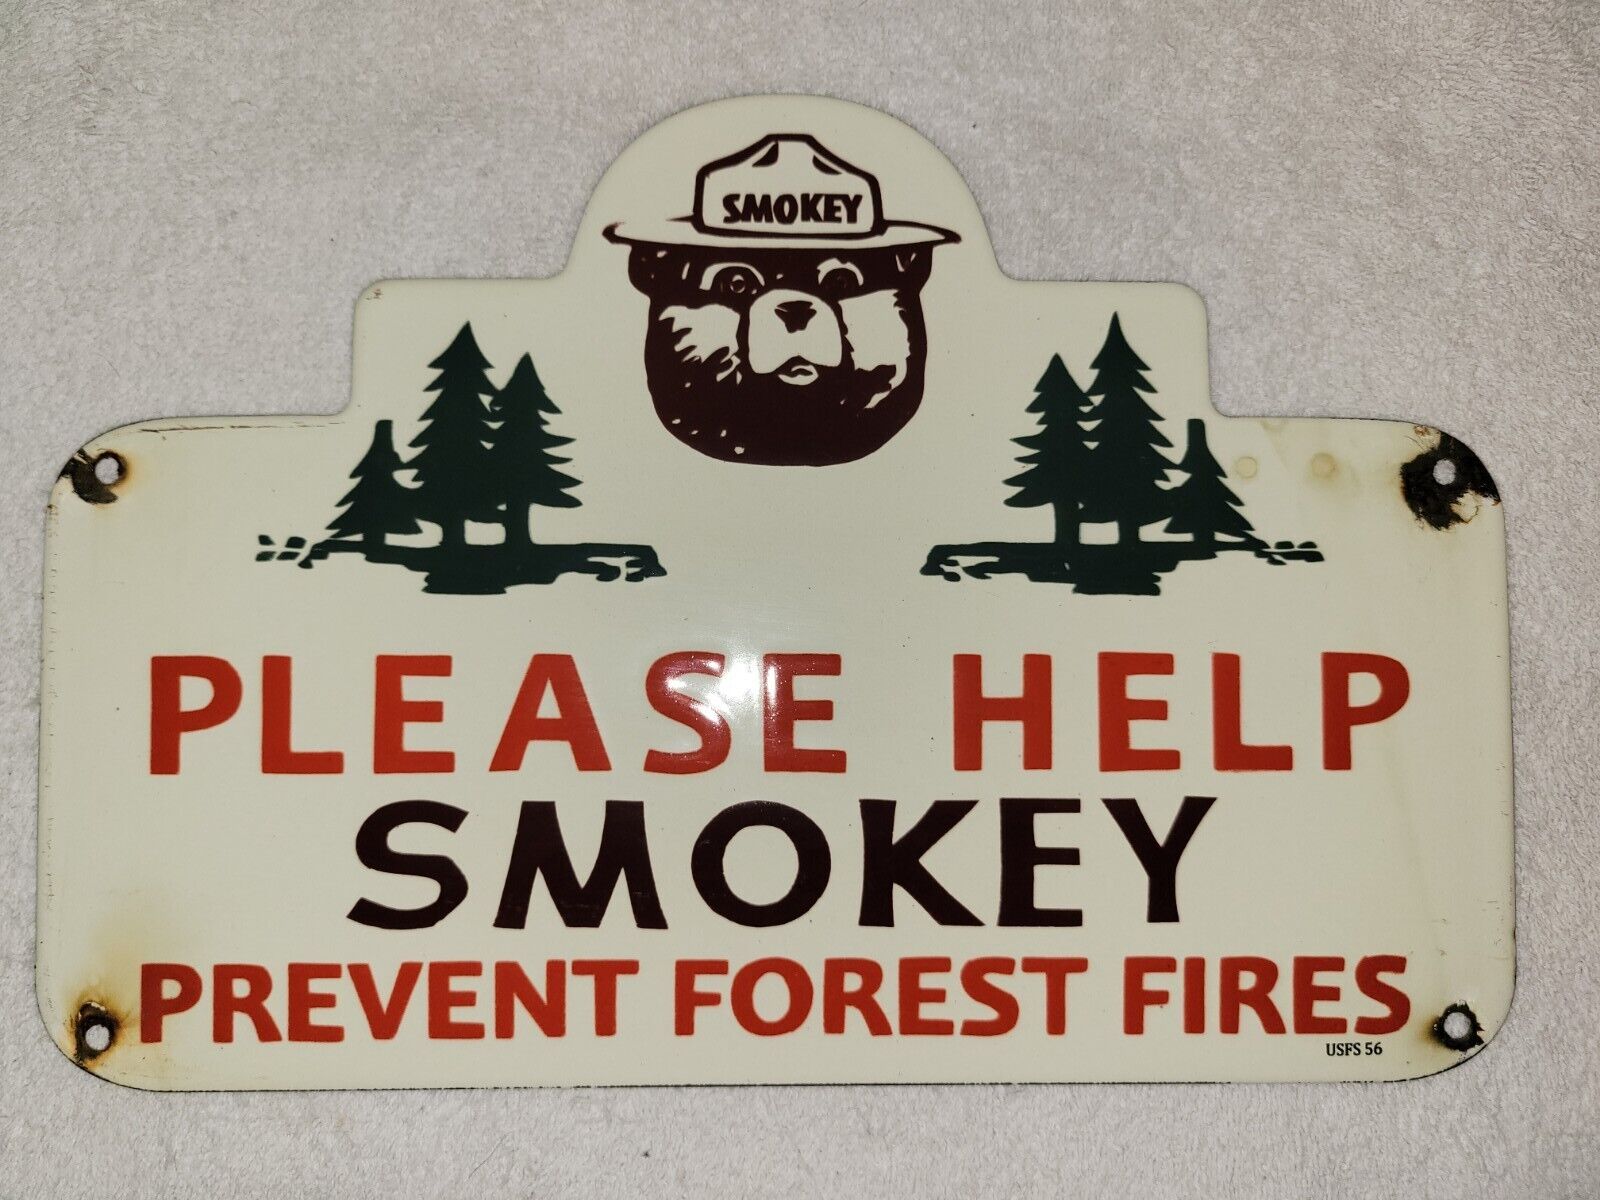 SMOKEY
PLEASE HELP
SMOKEY
PREVENT FOREST FIRES
USFS 56